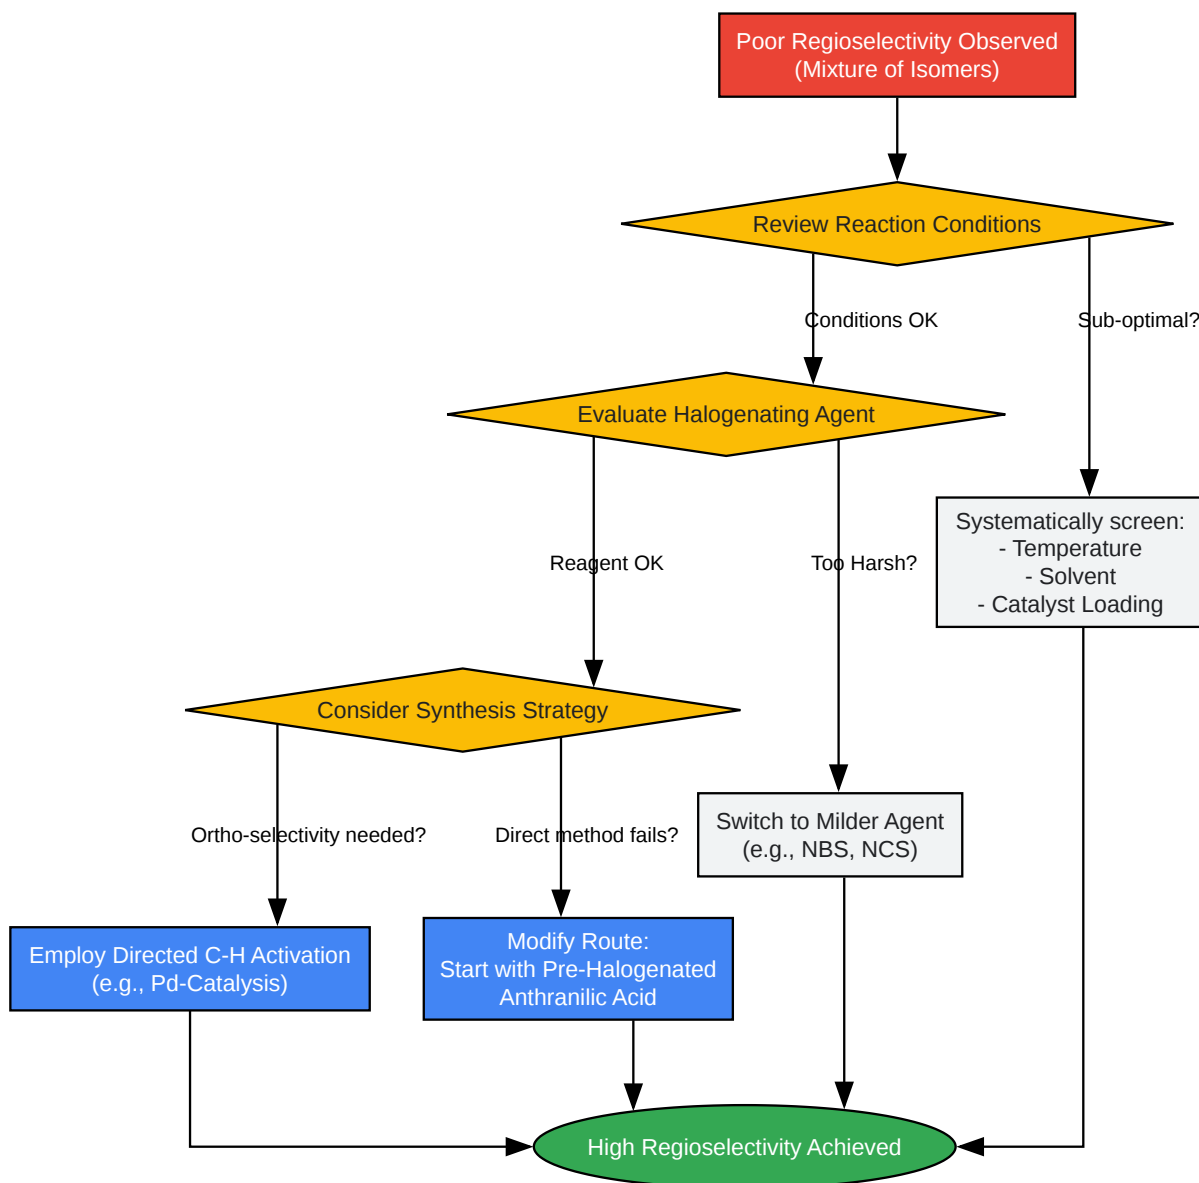 Poor Regioselectivity Observed
(Mixture of Isomers)
Review Reaction Conditions
Conditions OK
Sub-optimal?
Evaluate Halogenating Agent
Systematically screen:
- Temperature
- Solvent
- Catalyst Loading
Reagent OK
Too Harsh?
Consider Synthesis Strategy
Ortho-selectivity needed?
Direct method fails?
Switch to Milder Agent
(e.g., NBS, NCS)
Employ Directed C-H Activation
(e.g., Pd-Catalysis)
Modify Route:
Start with Pre-Halogenated
Anthranilic Acid
High Regioselectivity Achieved